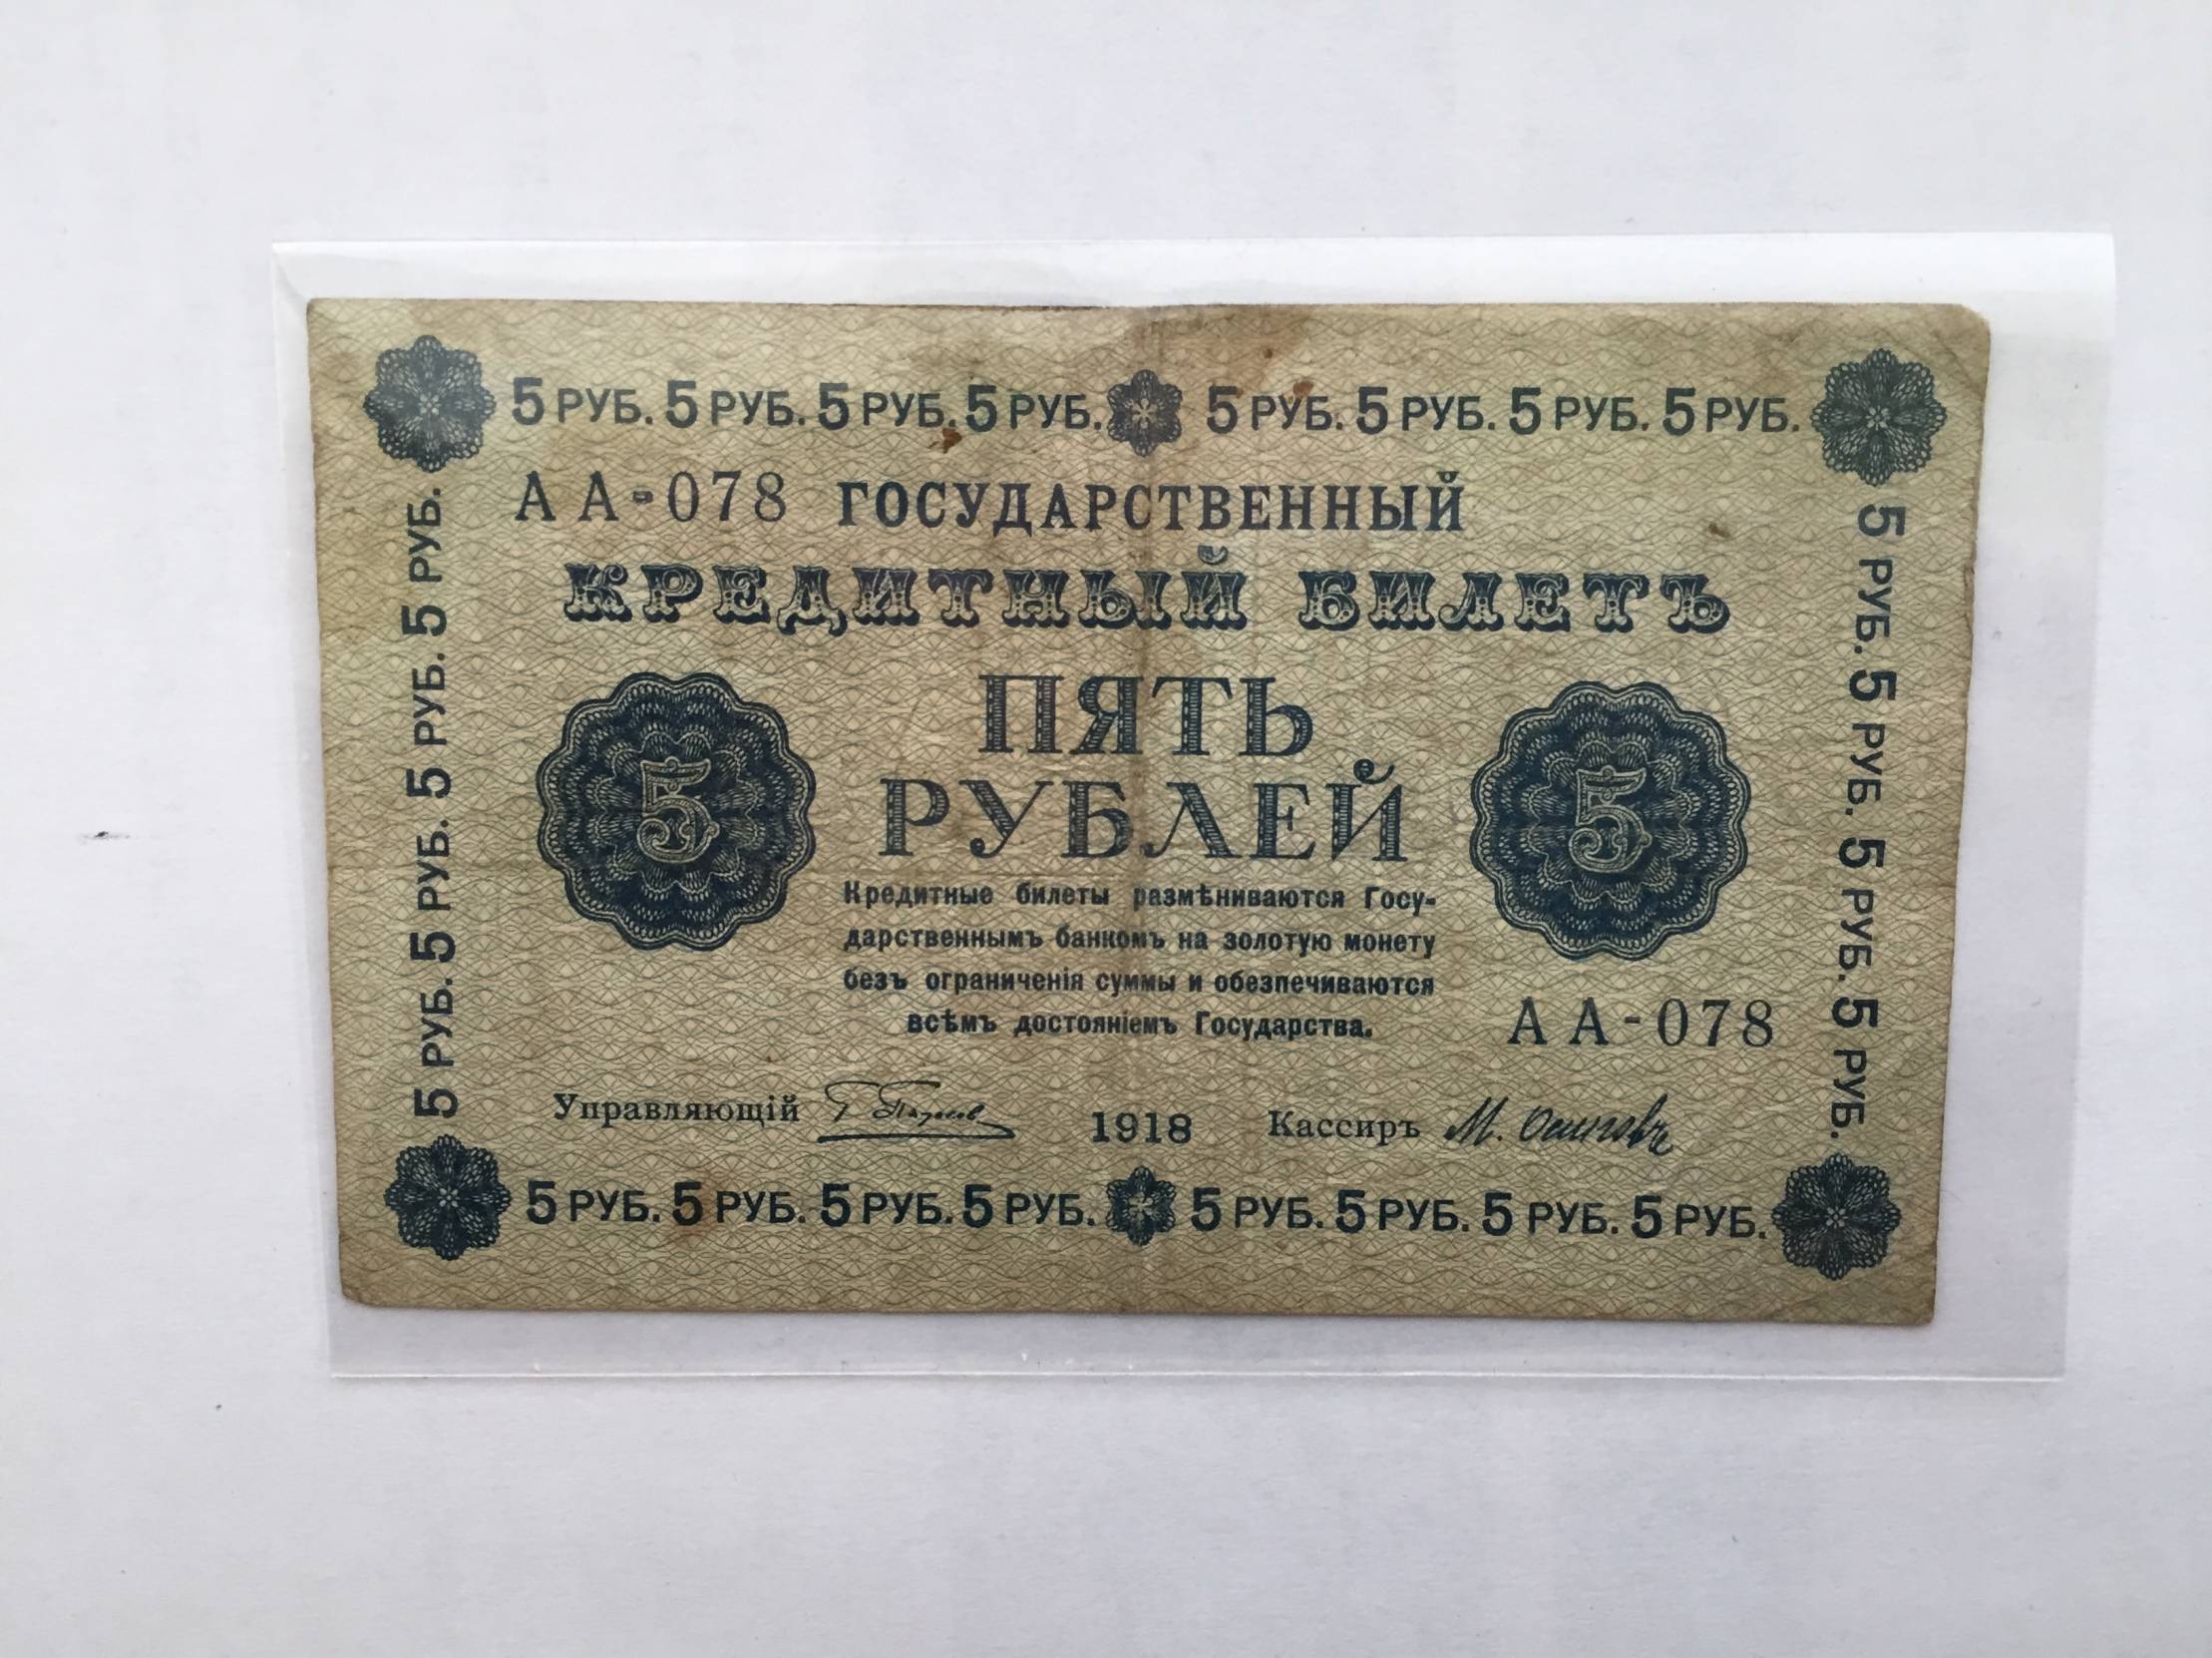 5 РУБ. 5 РУБ. 5 РУБ. 5 РУБ. 5 РУБ. 5 РУБ. 5 РУБ. 5 РУБ.
АА-078 ГОСУДАРСТВЕННЫЙ
КРЕДИТНЫЙ БИЛЕТЪ
5 РУБ. 5 РУБ. 5 РУБ. 5 РУБ.
5
ПЯТЬ
РУБЛЕЙ
5
5 РУБ. 5 РУБ. 5 РУБ. 5 РУБ.
Кредитные билеты размѣниваются Госу-
дарственнымъ банкомъ на золотую монету
безъ ограниченія суммы и обезпечиваются
всѣмъ достояніемъ Государства.
АА-078
Управляющій
1918
Кассиръ М. Осиповъ
5 РУБ. 5 РУБ. 5 РУБ. 5 РУБ. 5 РУБ. 5 РУБ. 5 РУБ. 5 РУБ.